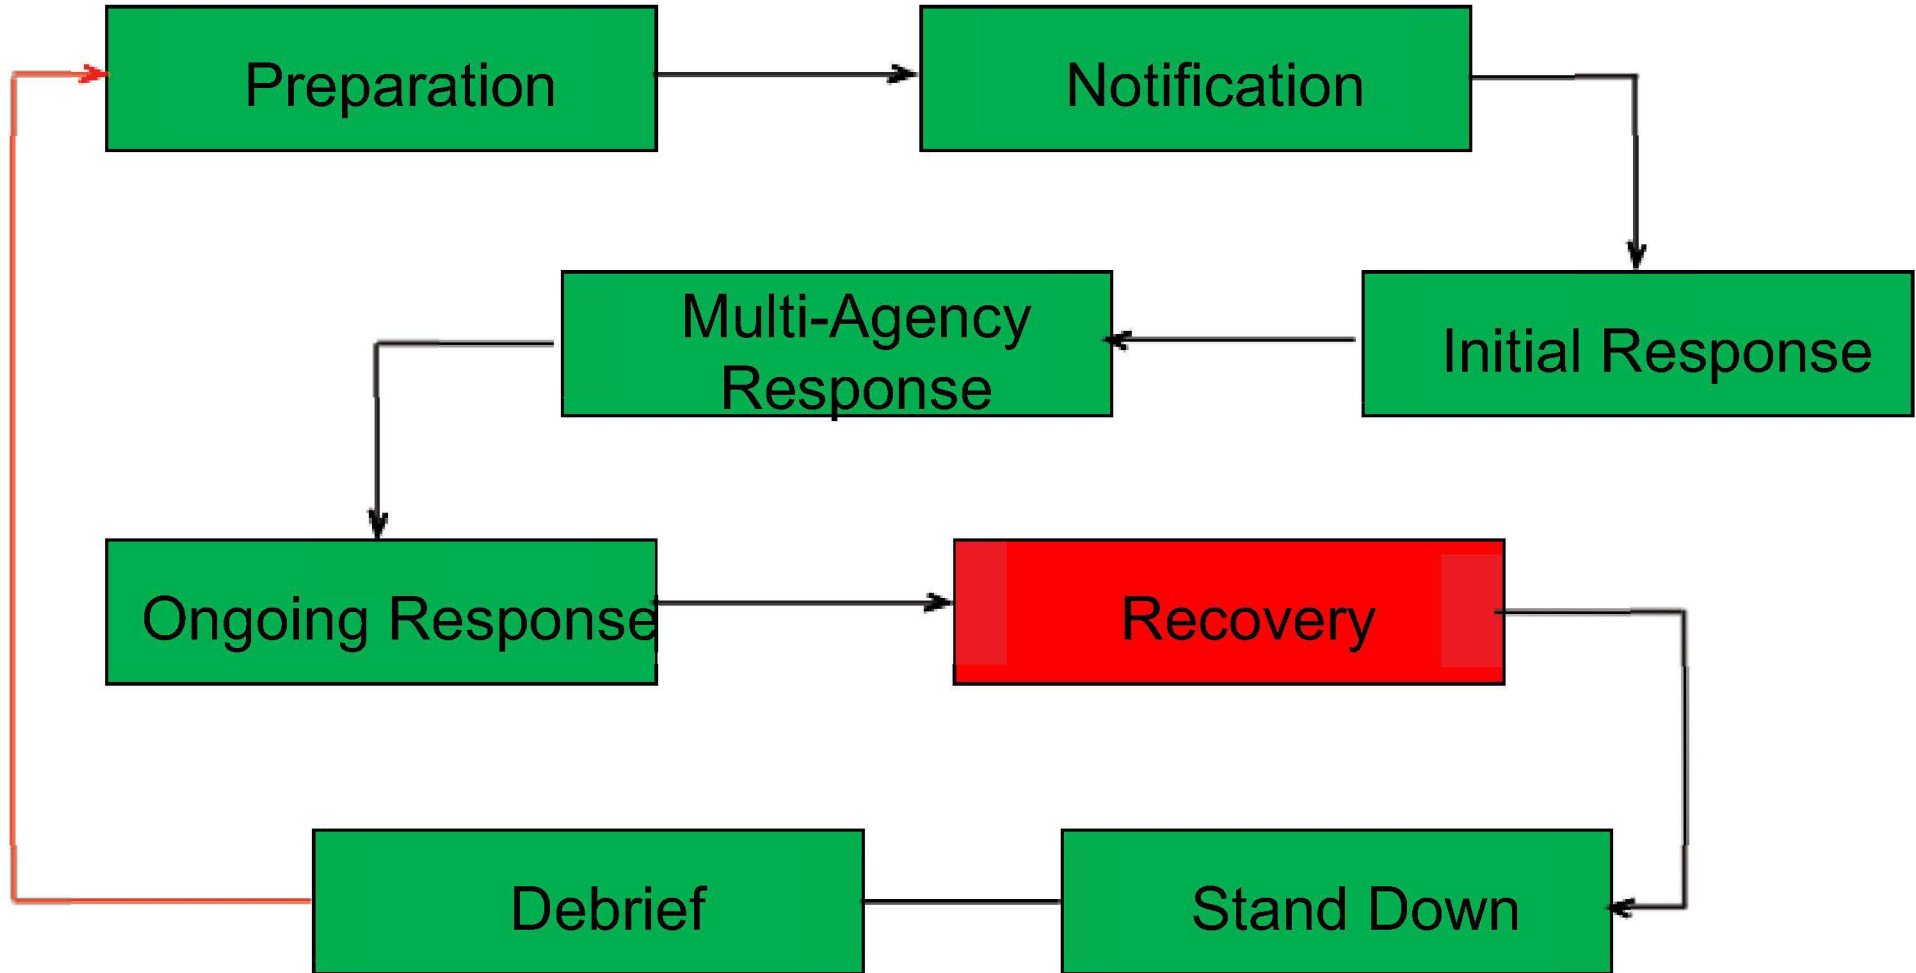 Preparation
Notification
Initial Response
Multi-Agency
Response
Ongoing Response
Recovery
Stand Down
Debrief